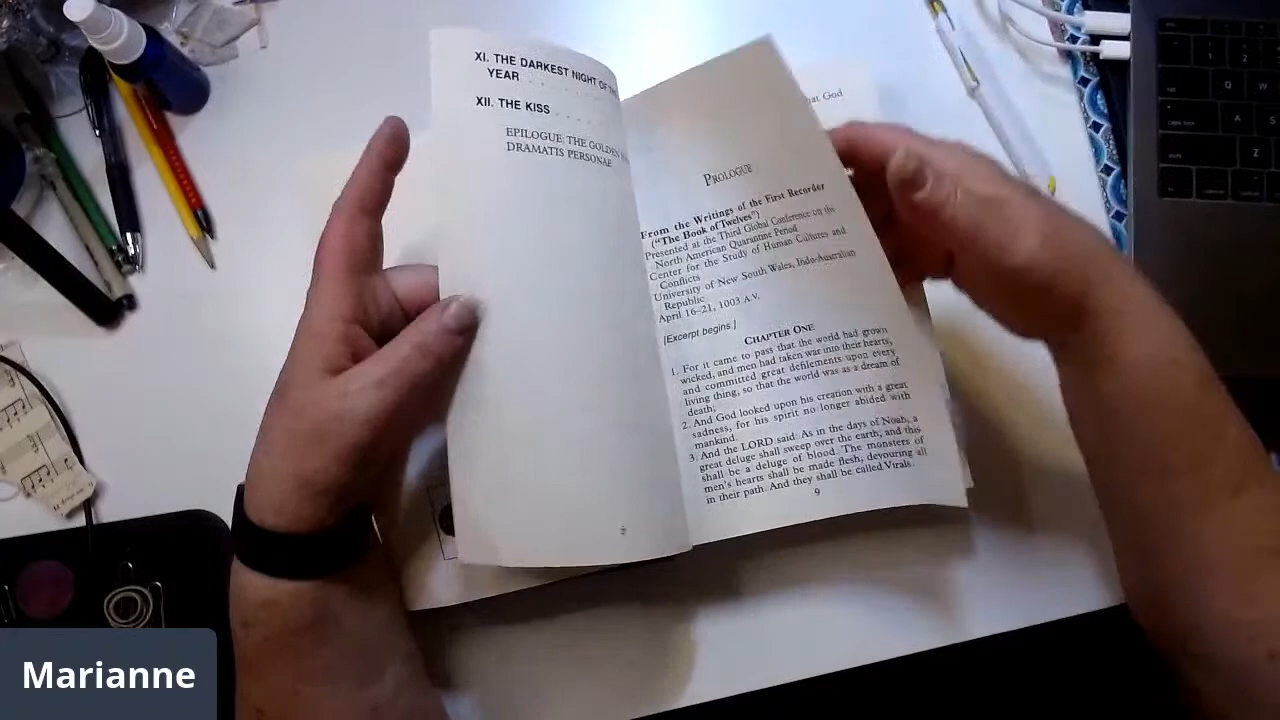 XI. THE DARKEST NIGHT OF THE
YEAR . . . . . . . .
XII. THE KISS . . . . .
EPILOGUE: THE GOLDEN
DRAMATIS PERSONAE
hat God
PROLOGUE
From the Writings of the First Recorder
("The Book of Twelves")
Presented at the Third Global Conference on the
North American Quarantine Period
Center for the Study of Human Cultures and
Conflicts
University of New South Wales, Indo-Australian
Republic
April 16–21, 1003 A.V.
[Excerpt begins.]
CHAPTER ONE
1. For it came to pass that the world had grown
wicked, and men had taken war into their hearts,
and committed great defilements upon every
living thing, so that the world was as a dream of
death;
2. And God looked upon his creation with a great
sadness, for his spirit no longer abided with
mankind.
3. And the LORD said: As in the days of Noah, a
great deluge shall sweep over the earth; and this
shall be a deluge of blood. The monsters of
men's hearts shall be made flesh, devouring all
in their path. And they shall be called Virals.
9
caps lock
shift
Q
W
A
S
Z
Marianne